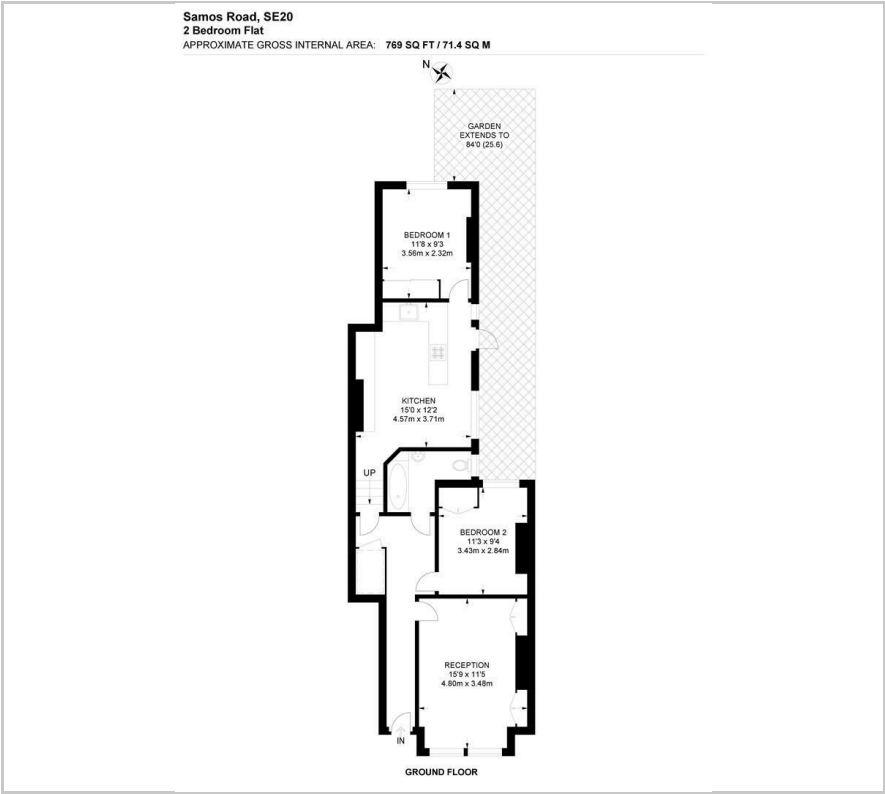 Samos Road, SE20
2 Bedroom Flat
APPROXIMATE GROSS INTERNAL AREA: 769 SQ FT / 71.4 SQ M
N
GARDEN
EXTENDS TO
84'0 (25.6)
BEDROOM 1
11'8 x 9'3
3.56m x 2.32m
KITCHEN
15'0 x 12'2
4.57m x 3.71m
UP
BEDROOM 2
11'3 x 9'4
3.43m x 2.84m
RECEPTION
15'9 x 11'5
4.80m x 3.48m
IN
GROUND FLOOR